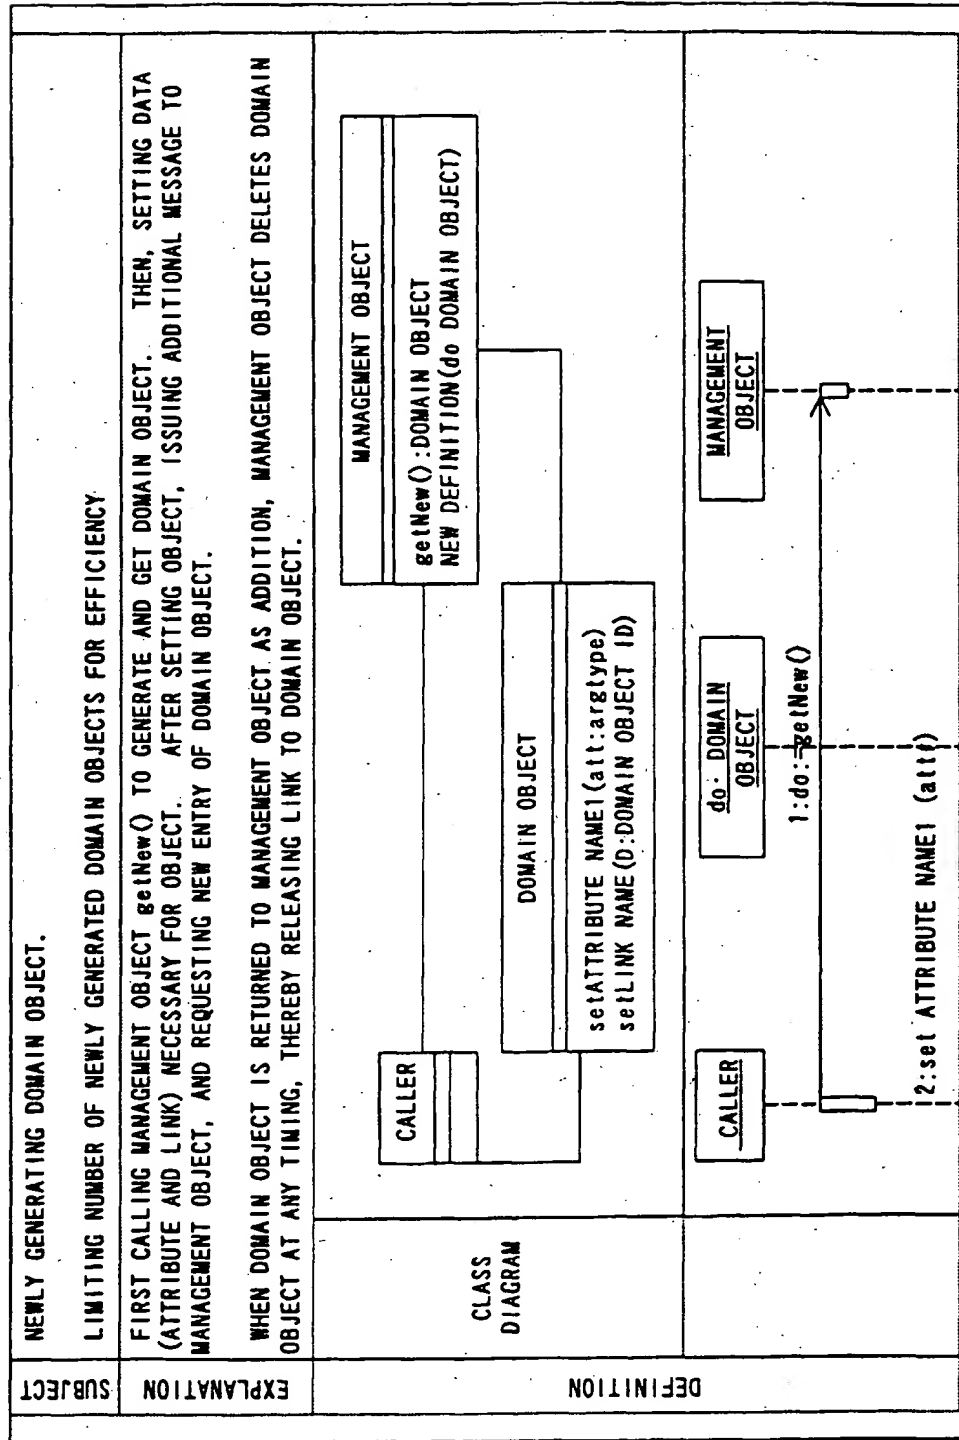 SUBJECT
NEWLY GENERATING DOMAIN OBJECT.
LIMITING NUMBER OF NEWLY GENERATED DOMAIN OBJECTS FOR EFFICIENCY
EXPLANATION
FIRST CALLING MANAGEMENT OBJECT getNew() TO GENERATE AND GET DOMAIN OBJECT. THEN, SETTING DATA
(ATTRIBUTE AND LINK) NECESSARY FOR OBJECT. AFTER SETTING OBJECT, ISSUING ADDITIONAL MESSAGE TO
MANAGEMENT OBJECT, AND REQUESTING NEW ENTRY OF DOMAIN OBJECT.
WHEN DOMAIN OBJECT IS RETURNED TO MANAGEMENT OBJECT AS ADDITION, MANAGEMENT OBJECT DELETES DOMAIN
OBJECT AT ANY TIMING, THEREBY RELEASING LINK TO DOMAIN OBJECT.
DEFINITION
CLASS
DIAGRAM
CALLER
MANAGEMENT OBJECT
getNew():DOMAIN OBJECT
NEW DEFINITION(do DOMAIN OBJECT)
DOMAIN OBJECT
setATTRIBUTE NAME1(att:argtype)
setLINK NAME(D:DOMAIN OBJECT ID)
CALLER
do· DOMAIN
OBJECT
MANAGEMENT
OBJECT
1:do:=getNew()
2:set ATTRIBUTE NAME1 (att)